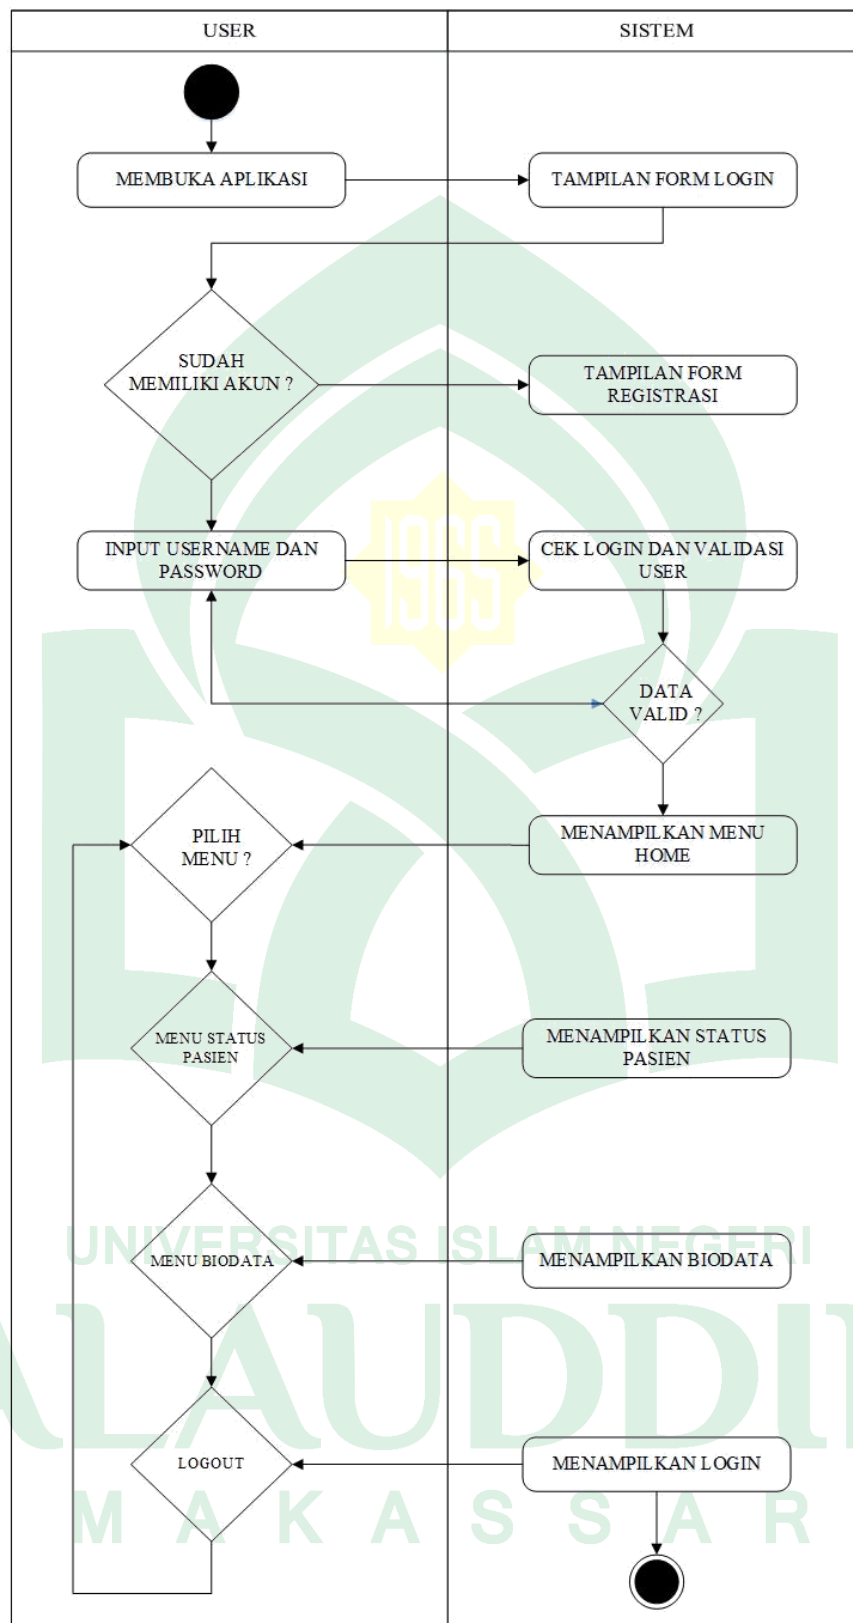 USER
SISTEM
MEMBUKA APLIKASI
TAMPILAN FORM LOGIN
SUDAH
MEMILIKI AKUN ?
TAMPILAN FORM
REGISTRASI
1965
INPUT USERNAME DAN
PASSWORD
CEK LOGIN DAN VALIDASI
USER
DATA
VALID ?
PILIH
MENU ?
MENAMPILKAN MENU
HOME
MENU STATUS
PASIEN
MENAMPILKAN STATUS
PASIEN
UNIVERSITAS ISLAM NEGERI
MENU BIODATA
MENAMPILKAN BIODATA
ALAUDDIN
LOGOUT
MENAMPILKAN LOGIN
MAKASSAR